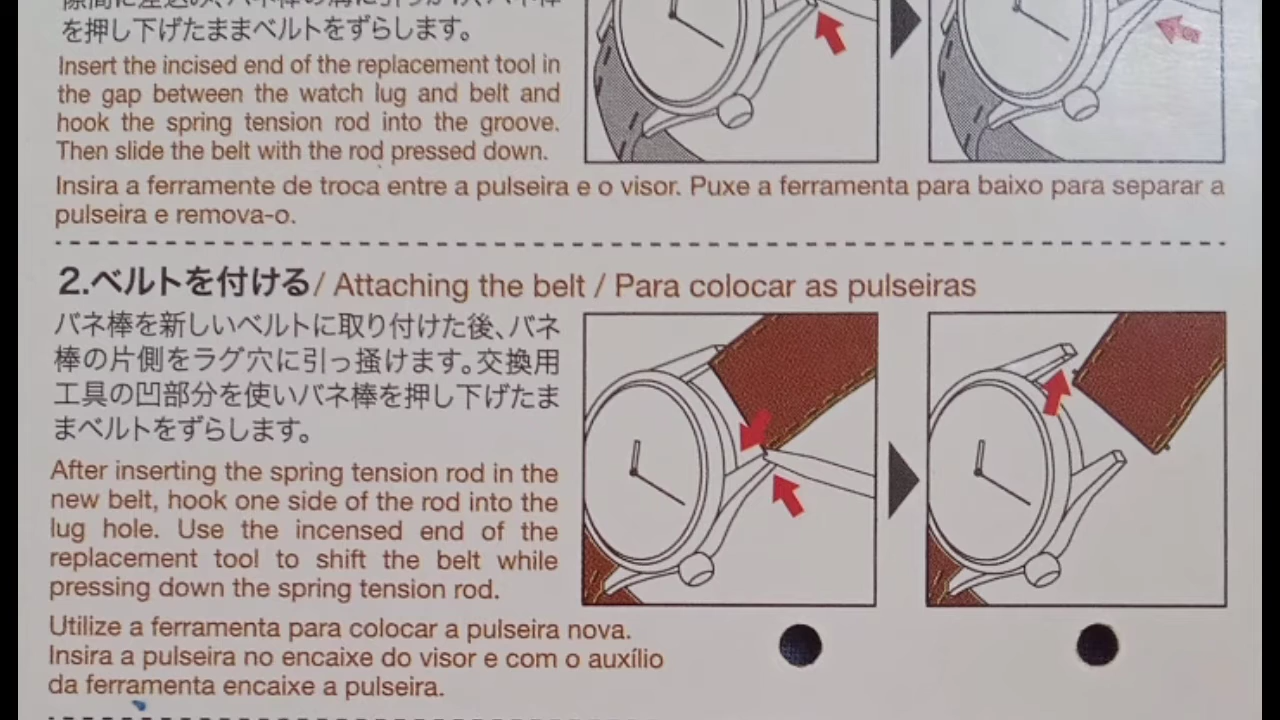 を押し下げたままベルトをずらします。
Insert the incised end of the replacement tool in
the gap between the watch lug and belt and
hook the spring tension rod into the groove.
Then slide the belt with the rod pressed down.
Insira a ferramente de troca entre a pulseira e o visor. Puxe a ferramenta para baixo para separar a
pulseira e remova-o.
2.ベルトを付ける/ Attaching the belt / Para colocar as pulseiras
バネ棒を新しいベルトに取り付けた後、バネ
棒の片側をラグ穴に引っ掻けます。交換用
工具の凹部分を使いバネ棒を押し下げたま
まベルトをずらします。
After inserting the spring tension rod in the
new belt, hook one side of the rod into the
lug hole. Use the incensed end of the
replacement tool to shift the belt while
pressing down the spring tension rod.
Utilize a ferramenta para colocar a pulseira nova.
Insira a pulseira no encaixe do visor e com o auxílio
da ferramenta encaixe a pulseira.